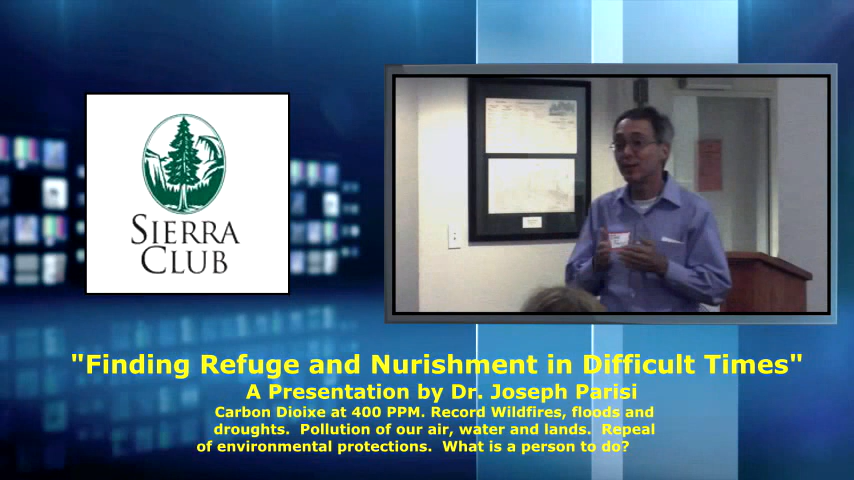 SIERRA
CLUB
"Finding Refuge and Nurishment in Difficult Times"
A Presentation by Dr. Joseph Parisi
Carbon Dioixe at 400 PPM. Record Wildfires, floods and
droughts. Pollution of our air, water and lands. Repeal
of environmental protections. What is a person to do?